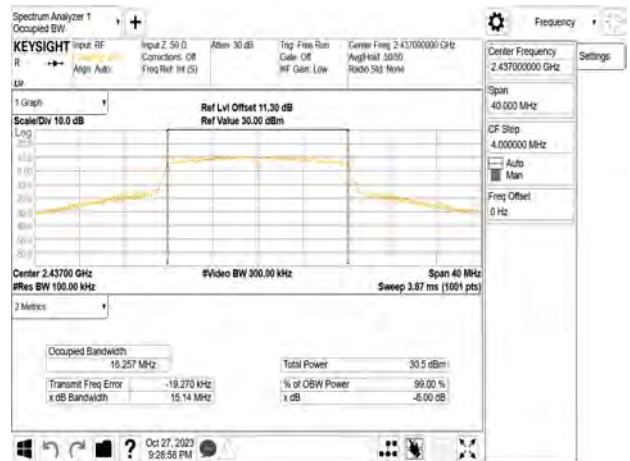 Spectrum Analyzer 1
Occupied BW
+
Frequency
KEYSIGHT
Input: RF
R
Align: Auto
Input Z: 50 Ω
Corrections: Off
Freq Ref: Int (S)
Atten: 30 dB
Trig: Free Run
Gate: Off
#IF Gain: Low
Center Freq: 2.437000000 GHz
Avg|Hold: 50/50
Radio Std: None
Center Frequency
2.437000000 GHz
Settings
Span
40.000 MHz
CF Step
4.000000 MHz
Auto
Man
Freq Offset
0 Hz
1 Graph
Scale/Div 10.0 dB
Ref Lvl Offset 11.30 dB
Ref Value 30.00 dBm
Log
Center 2.43700 GHz
#Res BW 100.00 kHz
#Video BW 300.00 kHz
Span 40 MHz
Sweep 3.87 ms (1001 pts)
2 Metrics
Occupied Bandwidth
16.257 MHz
Total Power 30.5 dBm
Transmit Freq Error -19.270 kHz
% of OBW Power 99.00 %
x dB Bandwidth 15.14 MHz
x dB -6.00 dB
?
Oct 27, 2023
9:28:58 PM